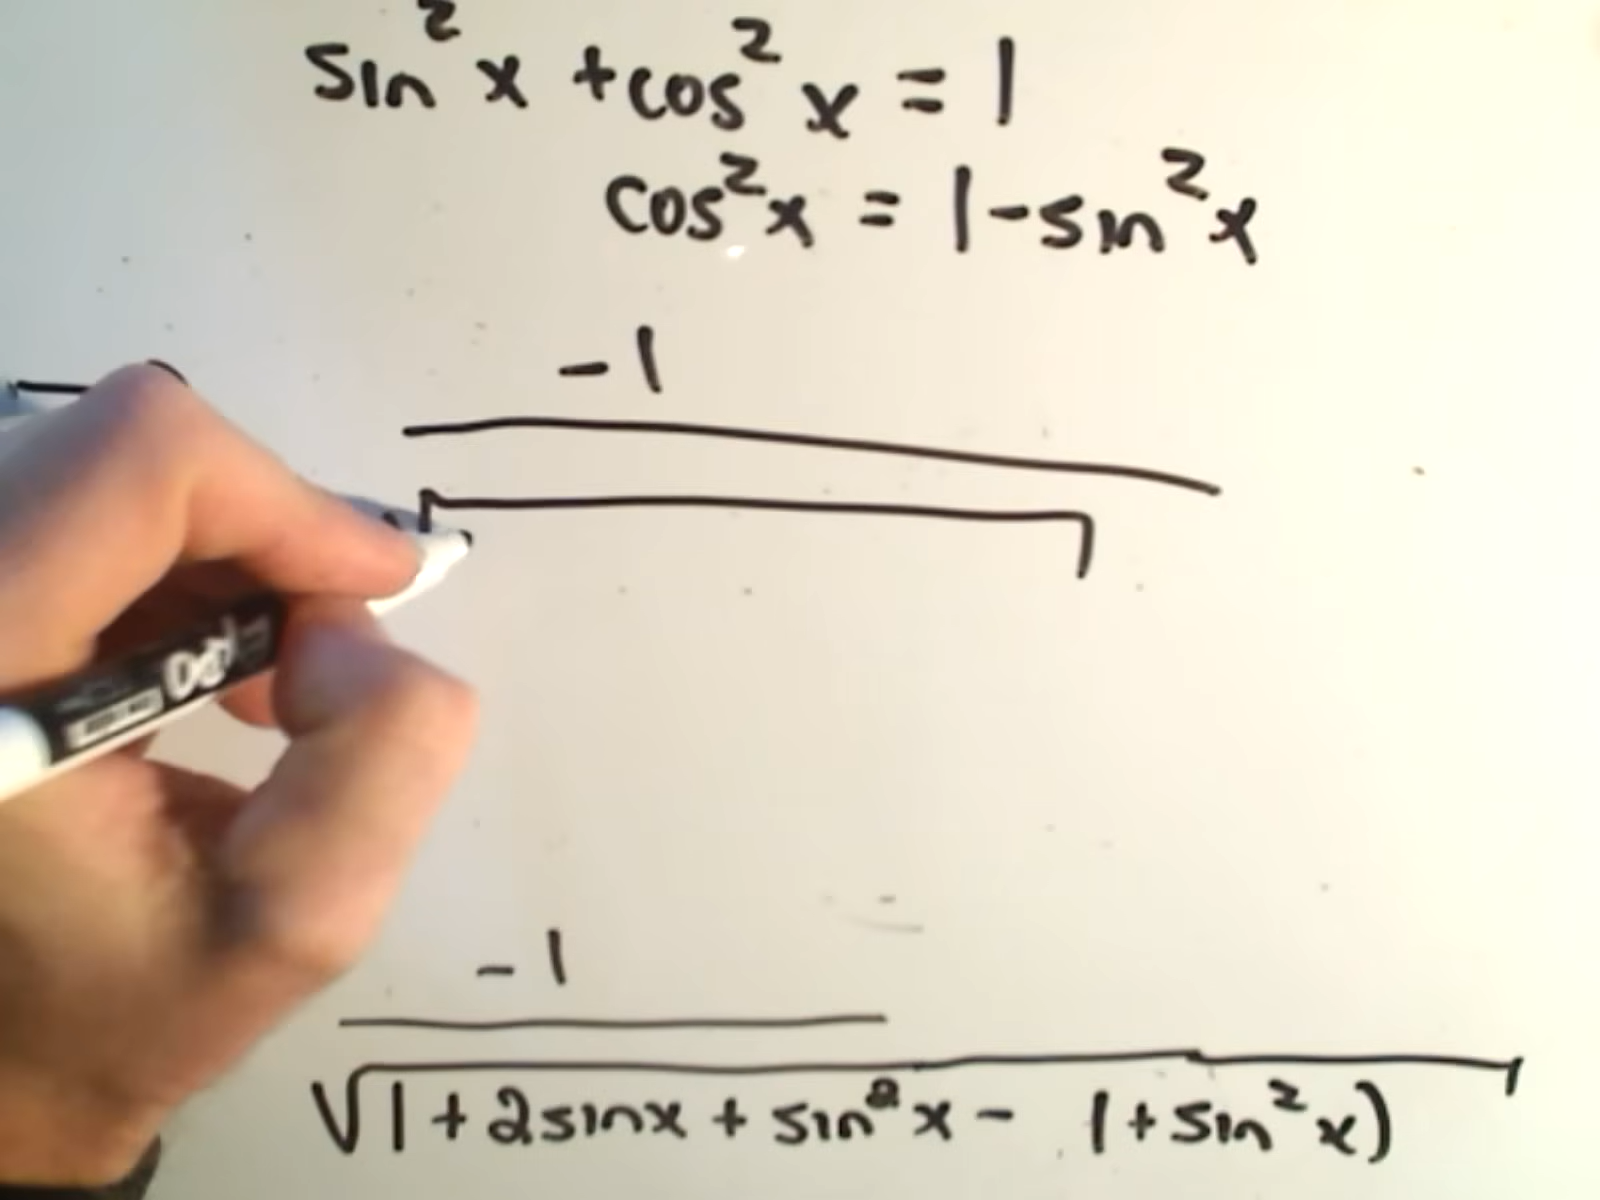 sin²x + cos²x = 1
cos²x = 1 - sin²x
-1
-1
√1 + 2sinx + sin²x - 1 + sin²x)